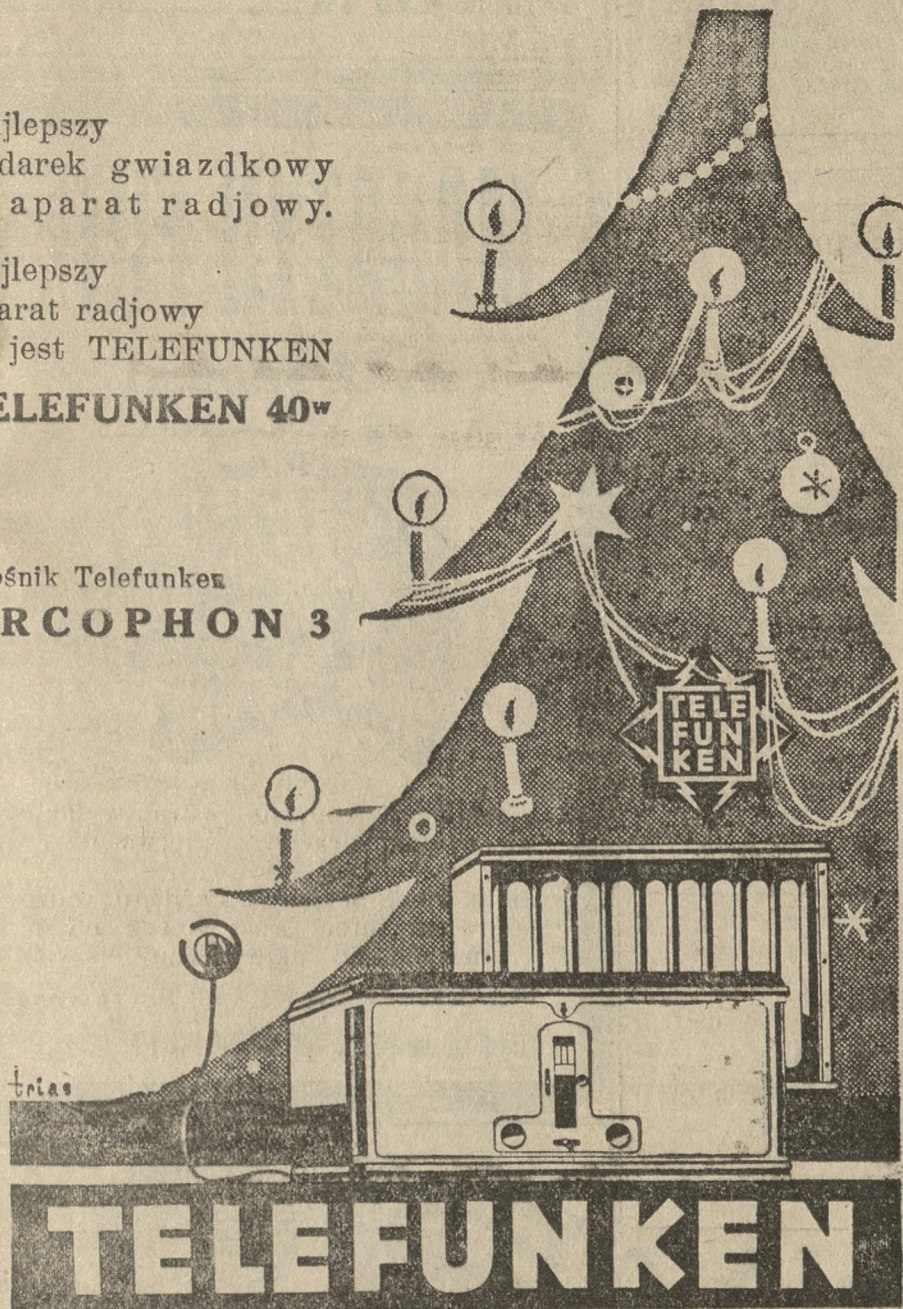 jlepszy
darek gwiazdkowy
aparat radjowy.
jlepszy
arat radjowy
jest TELEFUNKEN
ELEFUNKEN 40w
śnik Telefunken
RCOPHON 3
TELE
FUN
KEN
trias
TELEFUNKEN